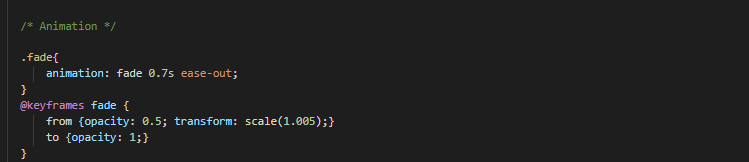 /* Animation */
.fade{
animation: fade 0.7s ease-out;
}
@keyframes fade {
from {opacity: 0.5; transform: scale(1.005);}
to {opacity: 1;}
}